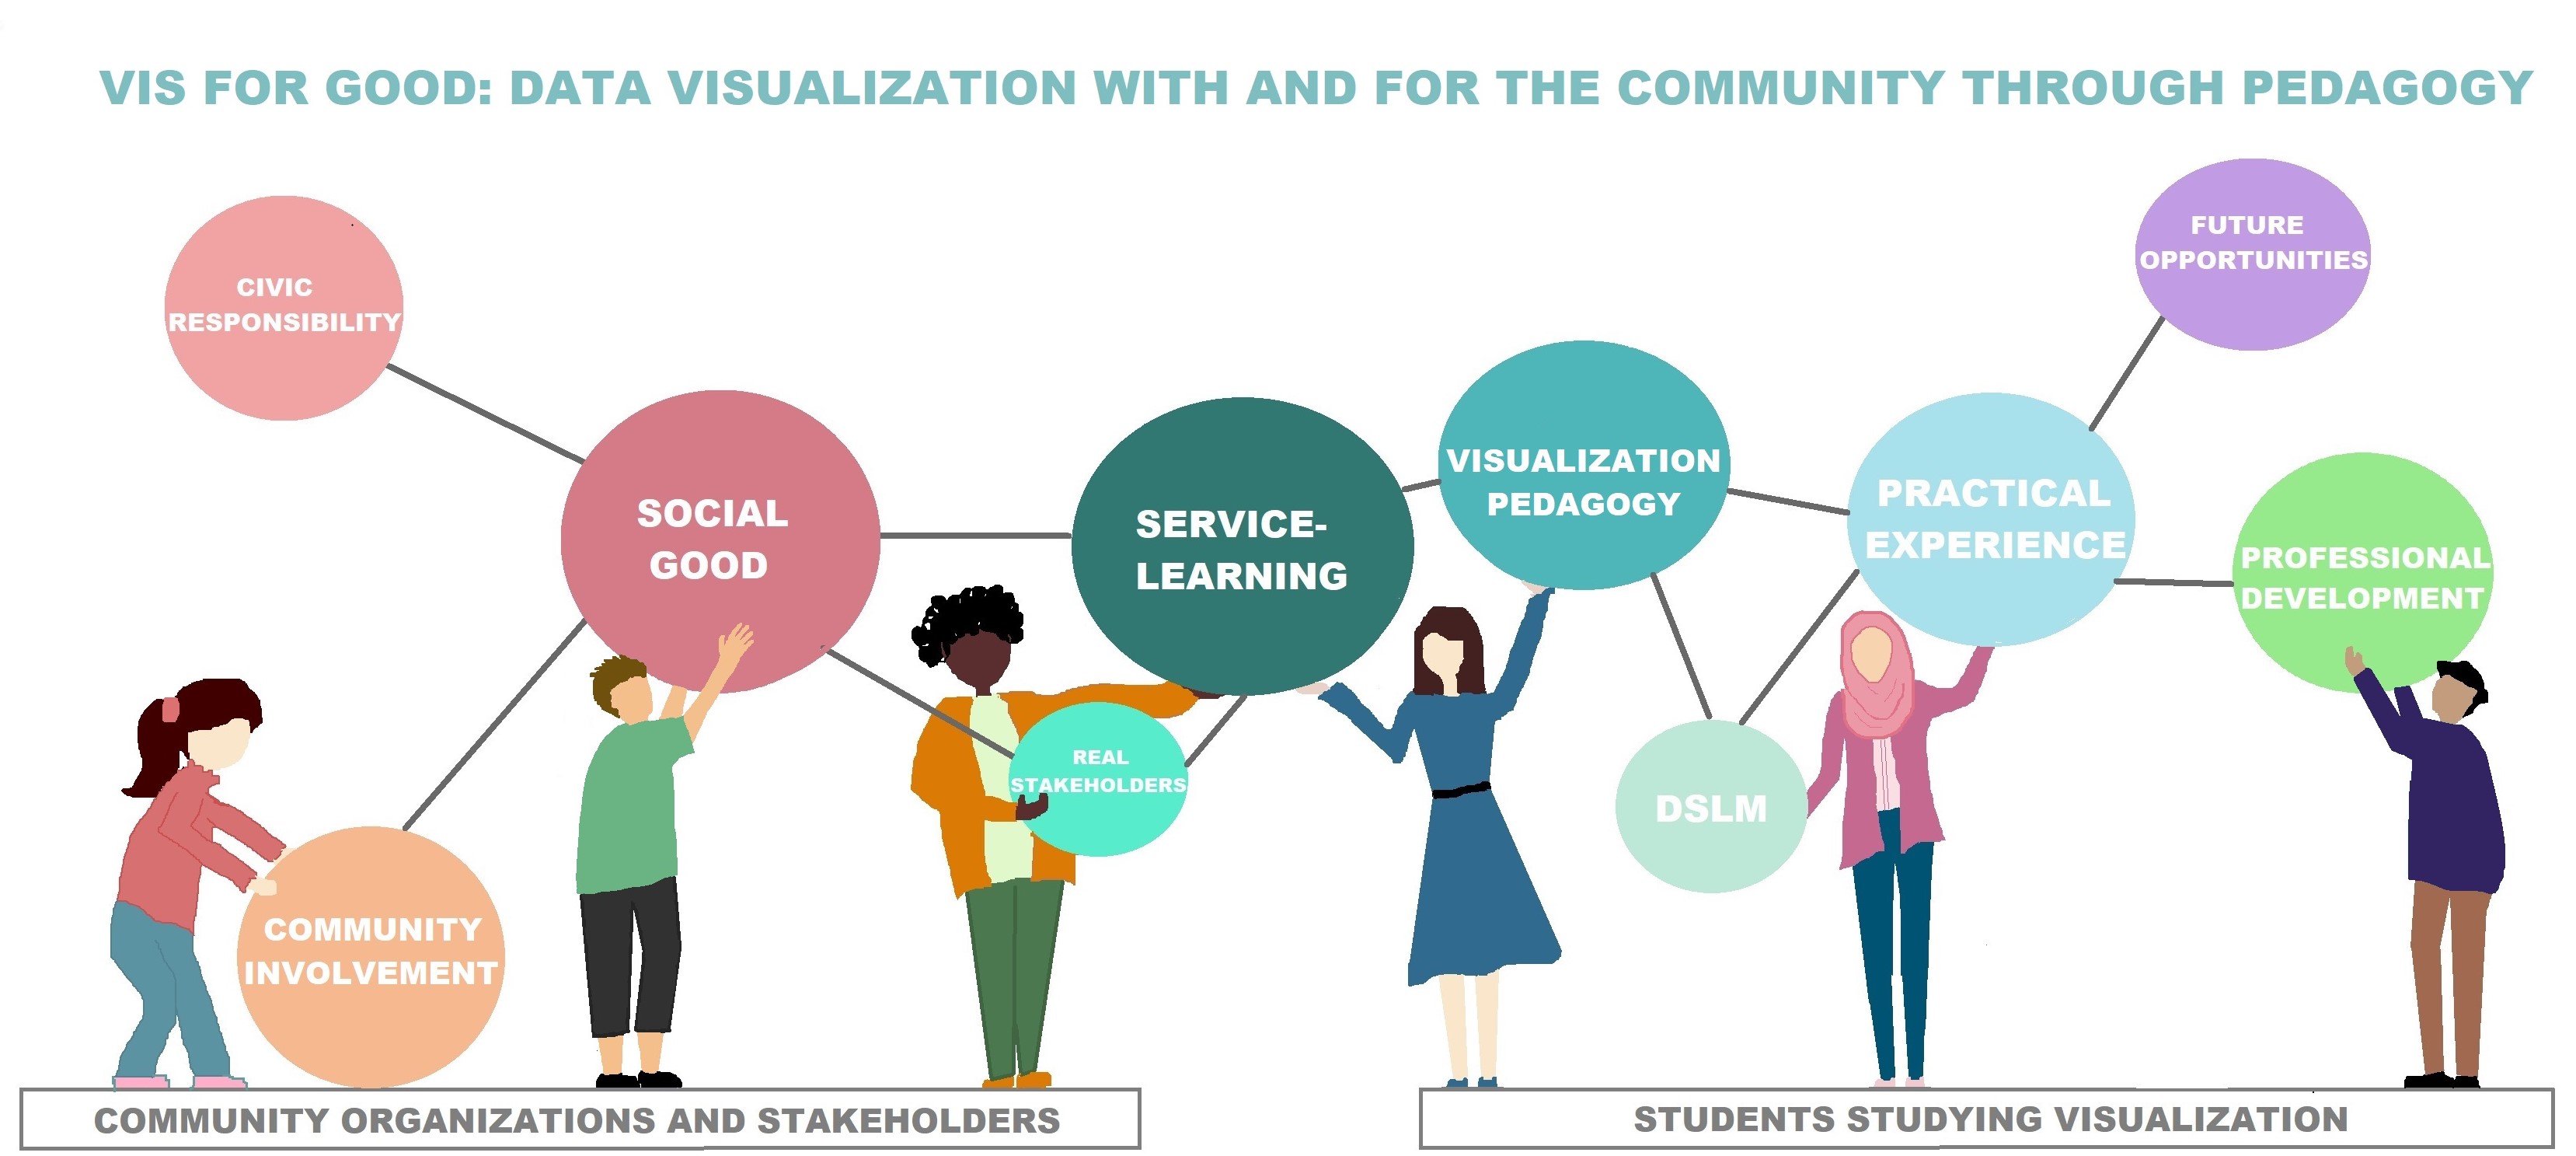 VIS FOR GOOD: DATA VISUALIZATION WITH AND FOR THE COMMUNITY THROUGH PEDAGOGY
CIVIC
RESPONSIBILITY
SOCIAL
GOOD
COMMUNITY
INVOLVEMENT
REAL
STAKEHOLDERS
SERVICE-
LEARNING
VISUALIZATION
PEDAGOGY
DSLM
PRACTICAL
EXPERIENCE
FUTURE
OPPORTUNITIES
PROFESSIONAL
DEVELOPMENT
COMMUNITY ORGANIZATIONS AND STAKEHOLDERS
STUDENTS STUDYING VISUALIZATION